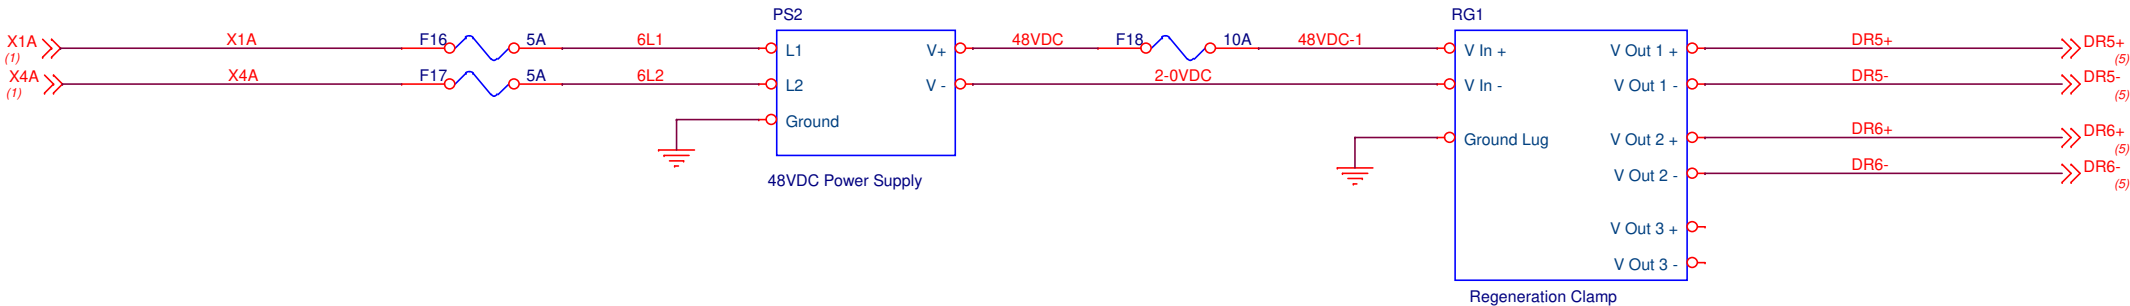 PS2
RG1
X1A
(1)
X1A
F16
5A
6L1
L1
V+
48VDC
F18
10A
48VDC-1
V In +
V Out 1 +
DR5+
DR5+
(5)
X4A
(1)
X4A
F17
5A
6L2
L2
V -
2-0VDC
V In -
V Out 1 -
DR5-
DR5-
(5)
Ground
Ground Lug
V Out 2 +
DR6+
DR6+
(5)
V Out 2 -
DR6-
DR6-
(5)
48VDC Power Supply
V Out 3 +
V Out 3 -
Regeneration Clamp